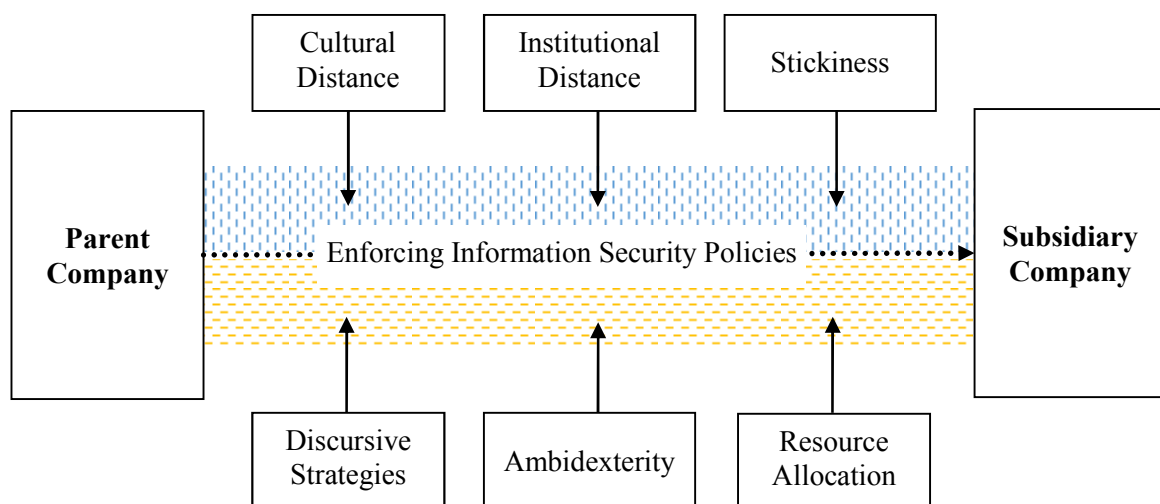 Cultural
Distance
Institutional
Distance
Stickiness
Parent
Company
Enforcing Information Security Policies
Subsidiary
Company
Discursive
Strategies
Ambidexterity
Resource
Allocation